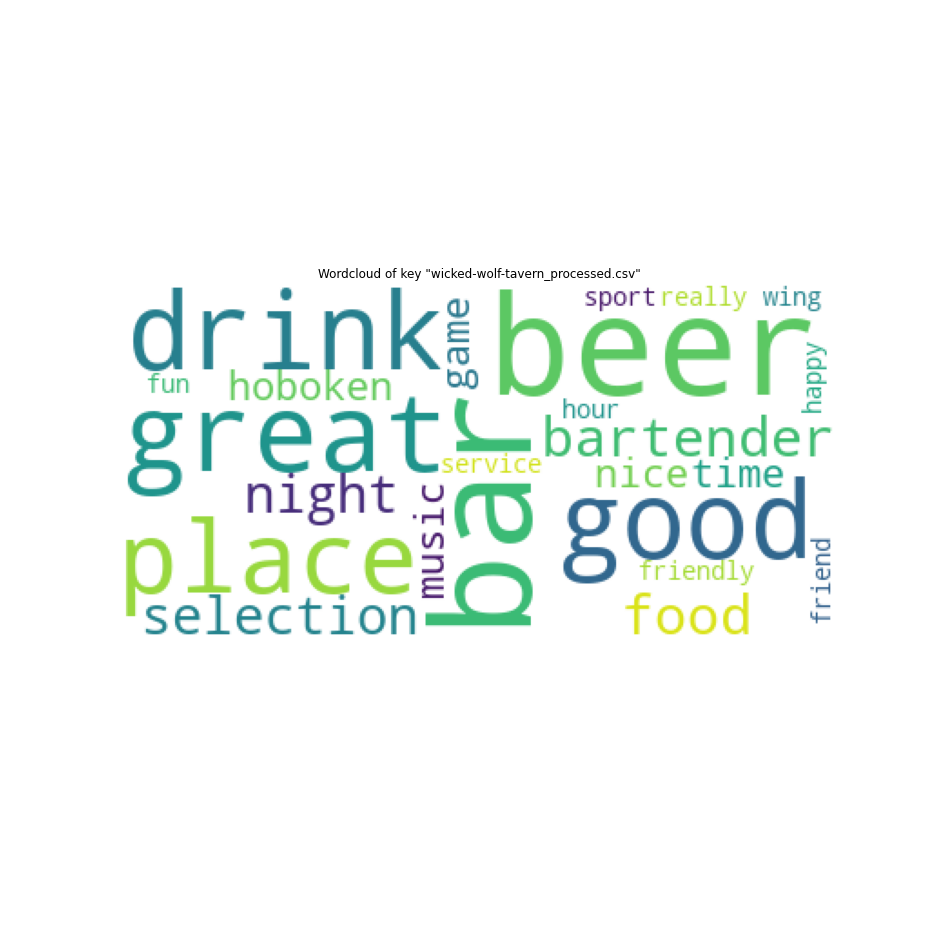 Wordcloud of key "wicked-wolf-tavern_processed.csv"
drink
game
beer
sport
really
wing
fun
hoboken
happy
great
bar
hour
bartender
service
night
music
nice
time
place
good
friendly
friend
selection
food